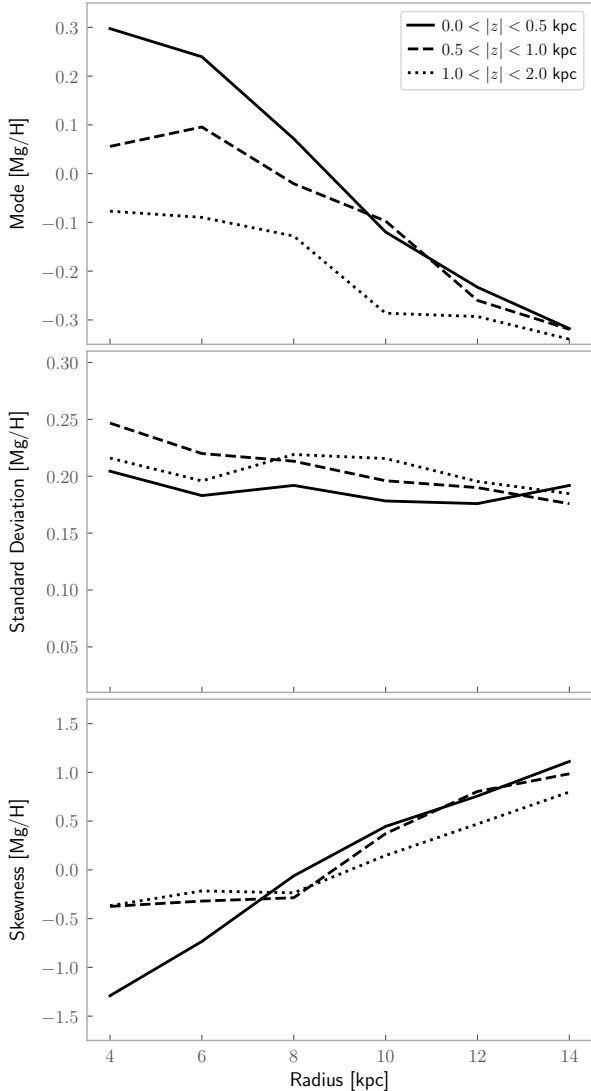 0.3
0.2
0.1
0.0
−0.1
−0.2
−0.3
Mode [Mg/H]
0.0 < |z| < 0.5 kpc
0.5 < |z| < 1.0 kpc
1.0 < |z| < 2.0 kpc
0.30
0.25
0.20
0.15
0.10
0.05
Standard Deviation [Mg/H]
1.5
1.0
0.5
0.0
−0.5
−1.0
−1.5
Skewness [Mg/H]
4 6 8 10 12 14
Radius [kpc]